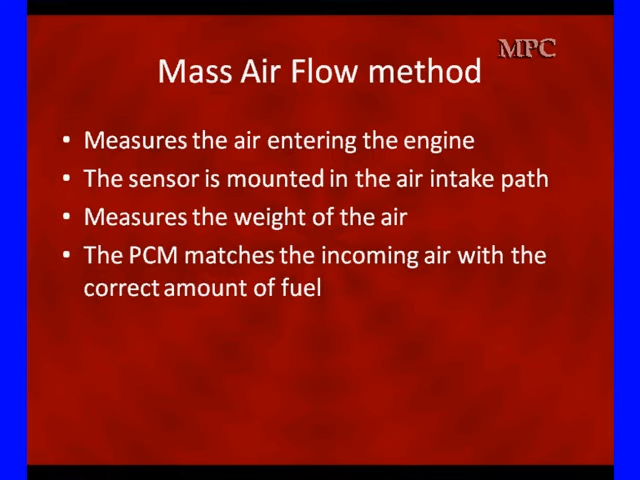 MPC
Mass Air Flow method
• Measures the air entering the engine
• The sensor is mounted in the air intake path
• Measures the weight of the air
• The PCM matches the incoming air with the
correct amount of fuel